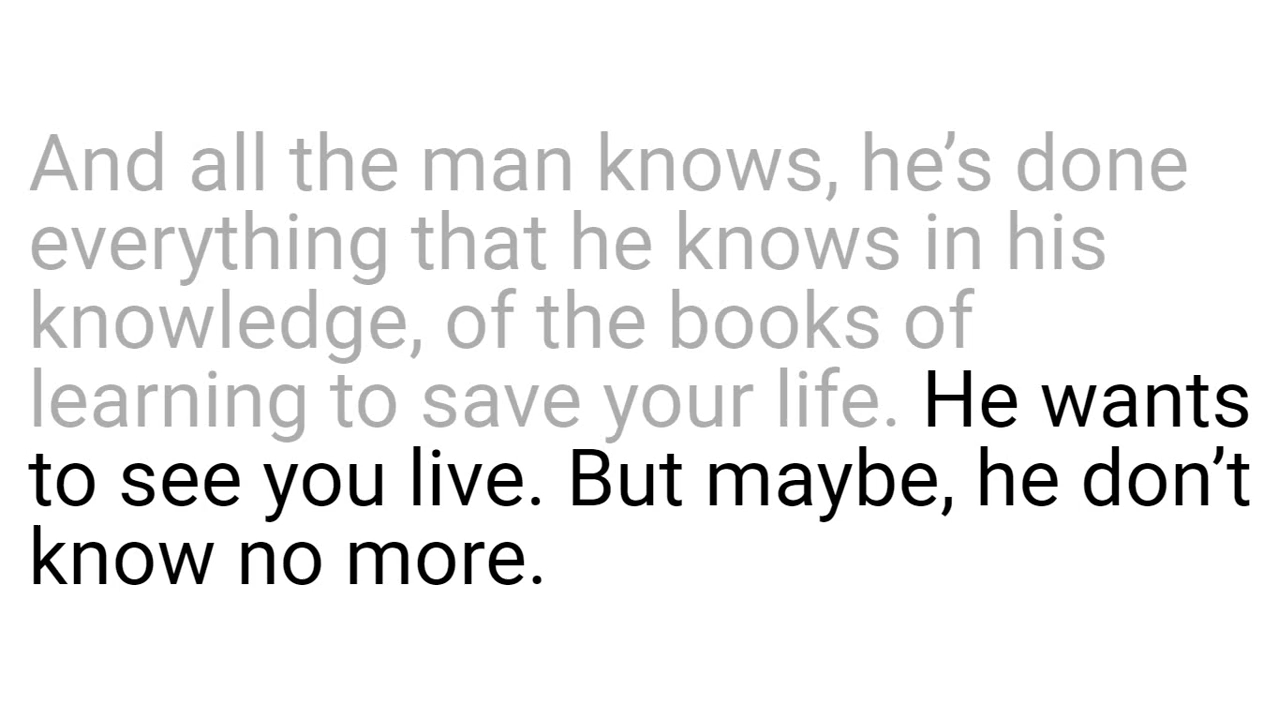 And all the man knows, he’s done
everything that he knows in his
knowledge, of the books of
learning to save your life. He wants
to see you live. But maybe, he don’t
know no more.